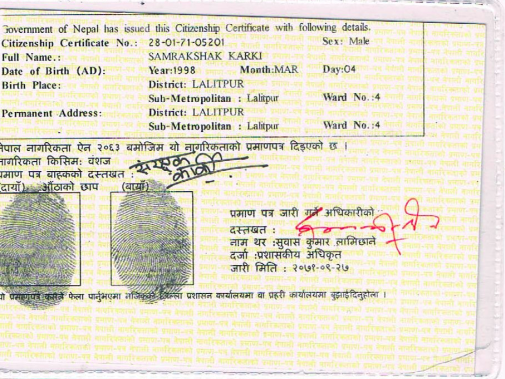 Government of Nepal has issued this Citizenship Certificate with following details.
Citizenship Certificate No.: 28-01-71-05201 Sex: Male
Full Name.: SAMRAKSHAK KARKI
Date of Birth (AD): Year:1998 Month:MAR Day:04
Birth Place: District: LALITPUR
Sub-Metropolitan : Lalitpur Ward No.:4
Permanent Address: District: LALITPUR
Sub-Metropolitan : Lalitpur Ward No.:4
नेपाल नागरिकता ऐन २०६३ बमोजिम यो नागरिकताको प्रमाणपत्र दिइएको छ ।
नागरिकता किसिम: वंशज
प्रमाण पत्र बाहकको दस्तखत :
(दायाँ) औंठाको छाप (बायाँ)
प्रमाण पत्र जारी गर्ने अधिकारीको
दस्तखत :
नाम थर :सुवास कुमार लामिछाने
दर्जा :प्रशासकीय अधिकृत
जारी मिति : २०७१-०९-२७
यो प्रमाणपत्र कसैले फेला पार्नुभएमा नजिकको जिल्ला प्रशासन कार्यालयमा वा प्रहरी कार्यालयमा बुझाईदिनुहोला ।